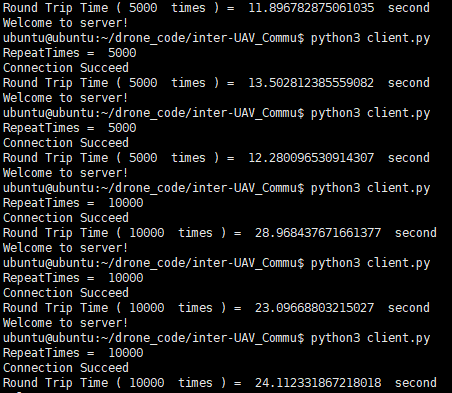 Round Trip Time ( 5000  times ) =  11.896782875061035  second
Welcome to server!
ubuntu@ubuntu:~/drone_code/inter-UAV_Commu$ python3 client.py
RepeatTimes =  5000
Connection Succeed
Round Trip Time ( 5000  times ) =  13.502812385559082  second
Welcome to server!
ubuntu@ubuntu:~/drone_code/inter-UAV_Commu$ python3 client.py
RepeatTimes =  5000
Connection Succeed
Round Trip Time ( 5000  times ) =  12.280096530914307  second
Welcome to server!
ubuntu@ubuntu:~/drone_code/inter-UAV_Commu$ python3 client.py
RepeatTimes =  10000
Connection Succeed
Round Trip Time ( 10000  times ) =  28.968437671661377  second
Welcome to server!
ubuntu@ubuntu:~/drone_code/inter-UAV_Commu$ python3 client.py
RepeatTimes =  10000
Connection Succeed
Round Trip Time ( 10000  times ) =  23.09668803215027  second
Welcome to server!
ubuntu@ubuntu:~/drone_code/inter-UAV_Commu$ python3 client.py
RepeatTimes =  10000
Connection Succeed
Round Trip Time ( 10000  times ) =  24.112331867218018  second